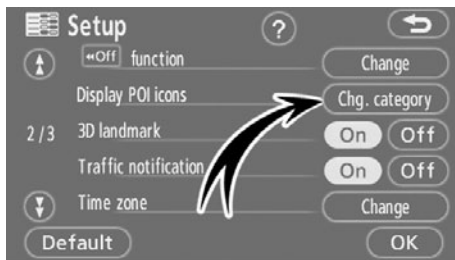 Setup ?
◂◂Off function Change
Display POI icons Chg. category
2 / 3 3D landmark On Off
Traffic notification On Off
Time zone Change
Default OK